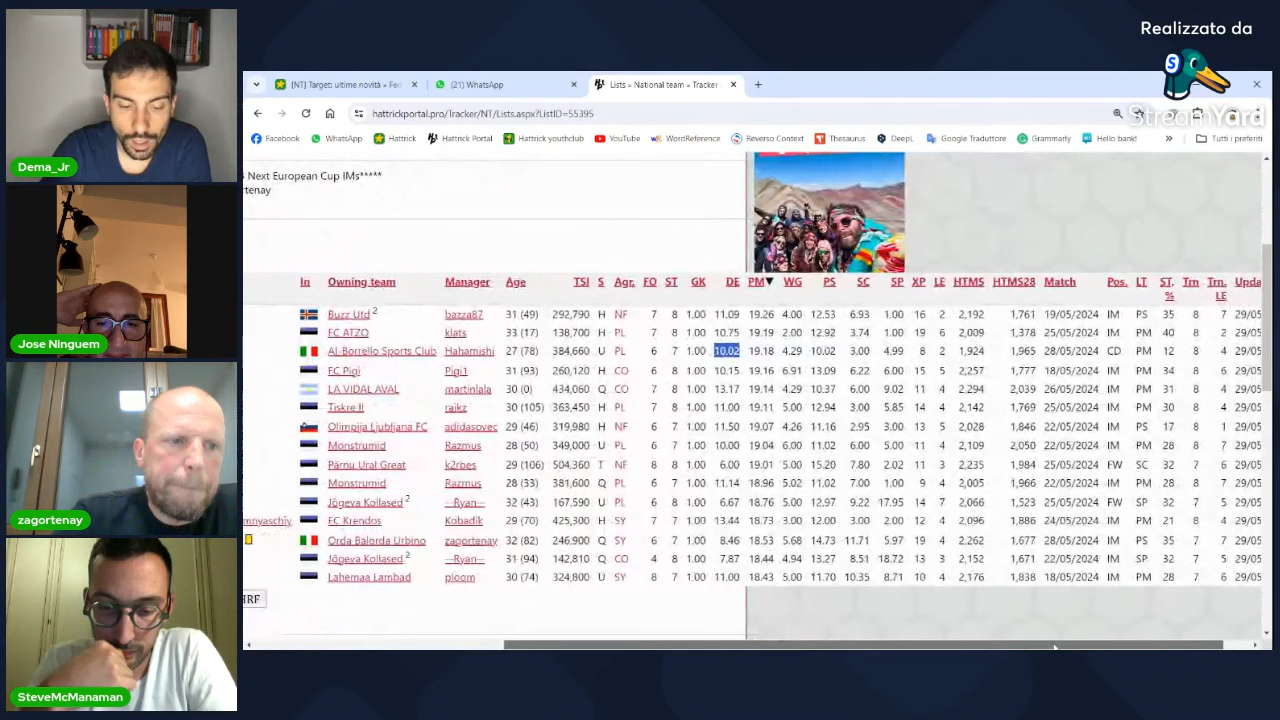 Realizzato da
StreamYard
[NT] Target: ultime novità » Fe
(21) WhatsApp
Lists » National team » Tracker
hattrickportal.pro/Tracker/NT/Lists.aspx?ListID=55395
Facebook WhatsApp Hattrick Hattrick Portal Hattrick youthclub YouTube WordReference Reverso Context Thesaurus DeepL Google Traduttore Grammarly Hello bank! » Tutti i preferiti
Next European Cup IMs*****
rtenay
In Owning team Manager Age TSI S Agr. FO ST GK DE PM▼ WG PS SC SP XP LE HTMS HTMS28 Match Pos. LT ST. % Trn Trn. LE Upda
Buzz Utd 2 bazza87 31 (49) 292,790 H NF 7 8 1.00 11.09 19.26 4.00 12.53 6.93 1.00 16 2 2,192 1,761 19/05/2024 IM PS 35 8 7 29/05
FC ATZO klats 33 (17) 138,700 H PL 7 8 1.00 10.75 19.19 4.00 11.89 3.74 1.00 11 6 2,009 1,378 25/05/2024 IM PM 40 8 4 29/05
Al-Borrello Sports Club Hahamishi 27 (78) 384,660 U PL 6 7 1.00 10.02 19.18 4.29 10.02 3.00 4.99 8 2 1,924 1,965 28/05/2024 CD PM 12 8 4 29/05
FC Pigi Pigi1 31 (93) 260,120 H CO 6 8 1.00 10.15 19.16 6.91 13.09 6.22 6.00 15 5 2,257 1,777 18/05/2024 IM PM 34 8 6 29/05
LA VIDAL AVAL martinlala 30 (0) 434,060 Q CO 7 8 1.00 13.17 19.14 4.29 13.37 6.00 9.02 11 4 2,294 2,039 26/05/2024 IM PM 26 8 5 29/05
Tiskre II raikz 30 (105) 363,450 H PL 7 8 1.00 11.00 19.11 5.00 12.94 3.00 5.85 14 4 2,142 1,769 25/05/2024 IM PM 30 8 4 29/05
Olimpija Ljubljana FC adidasovec 29 (46) 319,980 H NF 6 7 1.00 11.50 19.07 4.26 11.16 2.95 3.00 13 5 2,028 1,846 22/05/2024 IM PS 17 8 1 29/05
Monstrumid Razmus 28 (50) 349,000 U PL 6 7 1.00 10.00 19.04 6.00 11.02 6.00 5.00 11 3 2,109 2,050 22/05/2024 IM PM 28 8 7 29/05
Pärnu Ural Great k2rbes 29 (106) 504,360 T NF 8 8 1.00 6.00 19.01 5.00 15.20 7.80 2.02 11 3 2,235 1,984 22/05/2024 FW SC 32 7 6 29/05
Monstrumid Razmus 28 (33) 381,600 Q PL 6 7 1.00 11.14 18.96 5.02 11.02 7.00 1.00 9 4 2,005 1,966 22/05/2024 IM PM 28 8 7 29/05
Jõgeva Kollased 2 --Ryan-- 32 (43) 167,590 U PL 6 8 1.00 6.67 18.76 5.00 12.97 9.22 17.95 14 7 2,066 1,523 22/05/2024 FW SP 32 7 5 29/05
mnyaschiy FC Krendos Kobadik 29 (70) 425,300 H SY 7 7 1.00 13.44 18.73 3.00 12.00 3.00 2.00 12 4 2,096 1,886 24/05/2024 IM PM 21 8 4 29/05
Orda Balorda Urbino zagortenay 32 (82) 246,900 Q SY 6 7 1.00 8.46 18.53 5.68 14.73 11.71 5.97 19 4 2,262 1,677 28/05/2024 IM PS 35 7 7 29/05
Jõgeva Kollased 2 --Ryan-- 31 (94) 142,810 Q CO 4 8 1.00 7.87 18.44 4.94 13.27 8.51 18.72 13 3 2,152 1,671 22/05/2024 IM SP 32 7 5 29/05
Lahemaa Lambad ploom 30 (74) 324,800 U SY 8 7 1.00 11.00 18.43 5.00 11.70 10.35 8.71 10 4 2,176 1,838 18/05/2024 IM PM 28 7 6 29/05
HRF
Dema_Jr
Jose Ninguem
zagortenay
SteveMcManaman